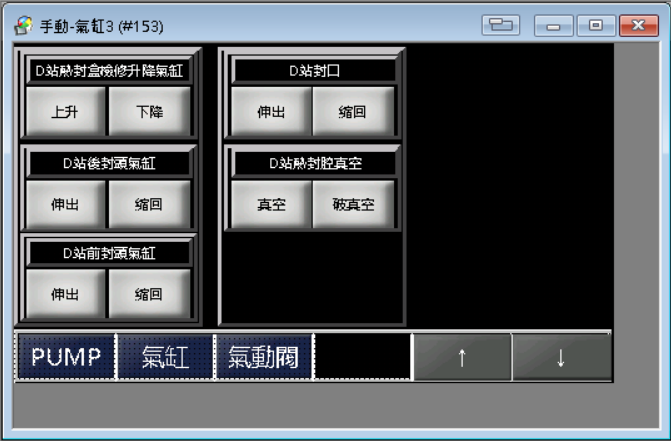 手動-氣缸3 (#153)
D站熱封盒檢修升降氣缸
上升
下降
D站後封頭氣缸
伸出
縮回
D站前封頭氣缸
伸出
縮回
D站封口
伸出
縮回
D站熱封腔真空
真空
破真空
PUMP
氣缸
氣動閥
↑
↓